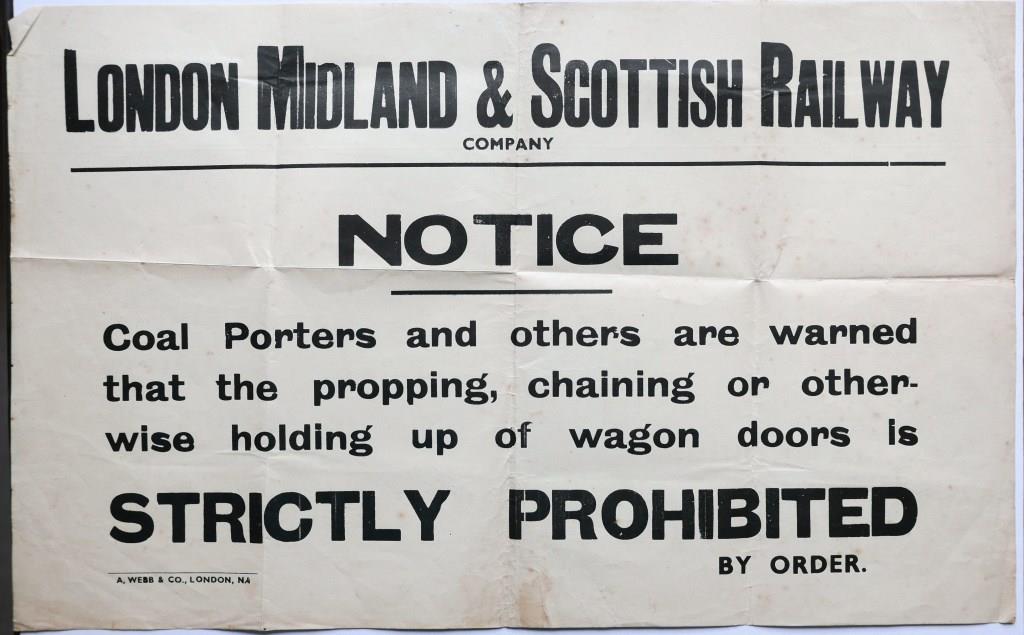 LONDON MIDLAND & SCOTTISH RAILWAY
COMPANY
NOTICE
Coal Porters and others are warned
that the propping, chaining or other-
wise holding up of wagon doors is
STRICTLY PROHIBITED
BY ORDER.
A. WEBB & CO., LONDON, N.1